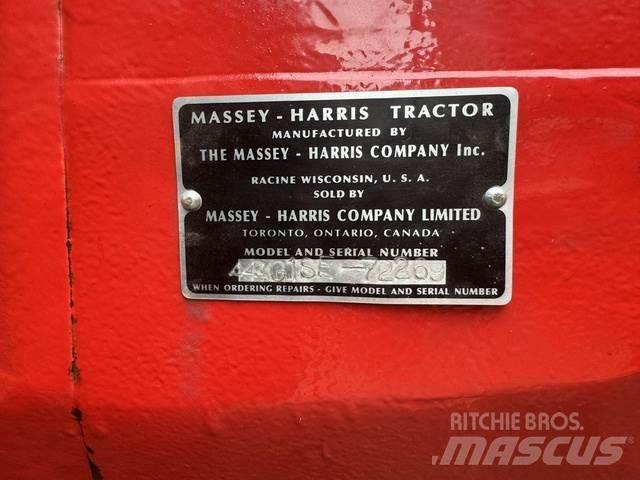 MASSEY - HARRIS TRACTOR
MANUFACTURED BY
THE MASSEY - HARRIS COMPANY Inc.
RACINE WISCONSIN, U. S. A.
SOLD BY
MASSEY - HARRIS COMPANY LIMITED
TORONTO, ONTARIO, CANADA
MODEL AND SERIAL NUMBER
WHEN ORDERING REPAIRS - GIVE MODEL AND SERIAL NUMBER
RITCHIE BROS.
MASCUS